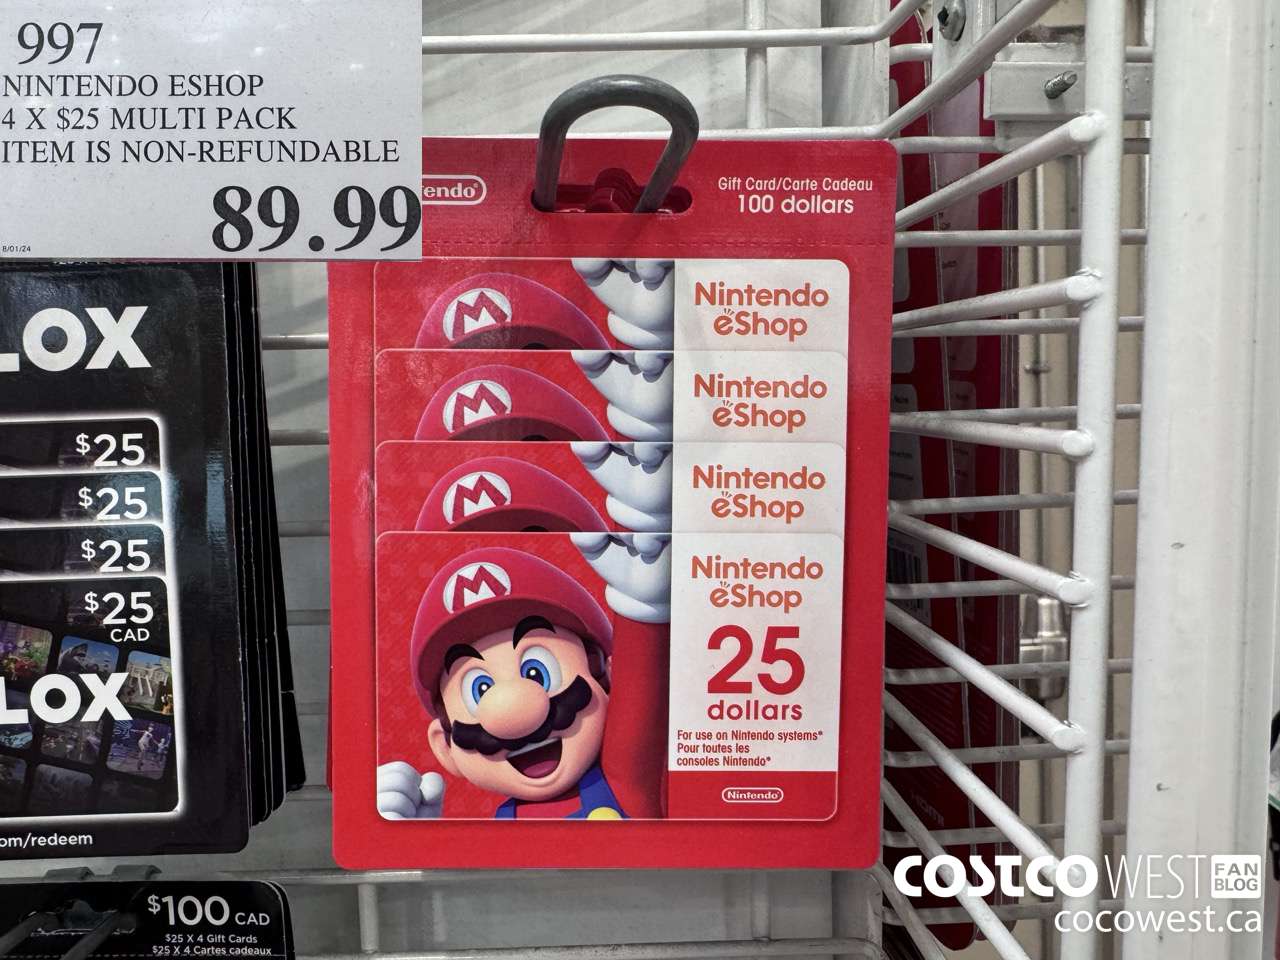 997
NINTENDO ESHOP
4 X $25 MULTI PACK
ITEM IS NON-REFUNDABLE
89.99
8/01/24
Gift Card/Carte Cadeau
100 dollars
Nintendo
eShop
Nintendo
eShop
Nintendo
eShop
Nintendo
eShop
25
dollars
For use on Nintendo systems*
Pour toutes les
consoles Nintendo*
Nintendo
LOX
$25
$25
$25
$25
CAD
LOX
om/redeem
$100 CAD
$25 X 4 Gift Cards
$25 X 4 Cartes cadeaux
COSTCO WEST FAN BLOG
cocowest.ca